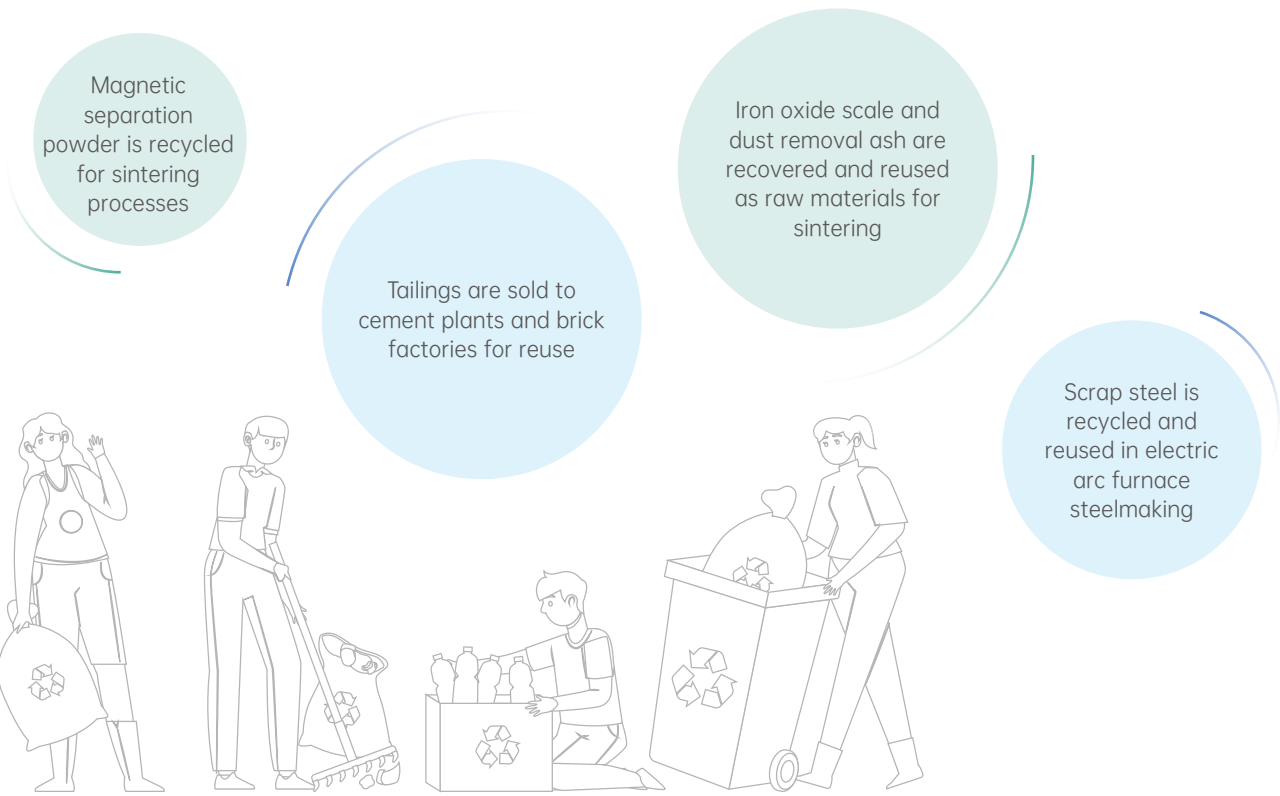 Magnetic
separation
powder is recycled
for sintering
processes
Tailings are sold to
cement plants and brick
factories for reuse
Iron oxide scale and
dust removal ash are
recovered and reused
as raw materials for
sintering
Scrap steel is
recycled and
reused in electric
arc furnace
steelmaking